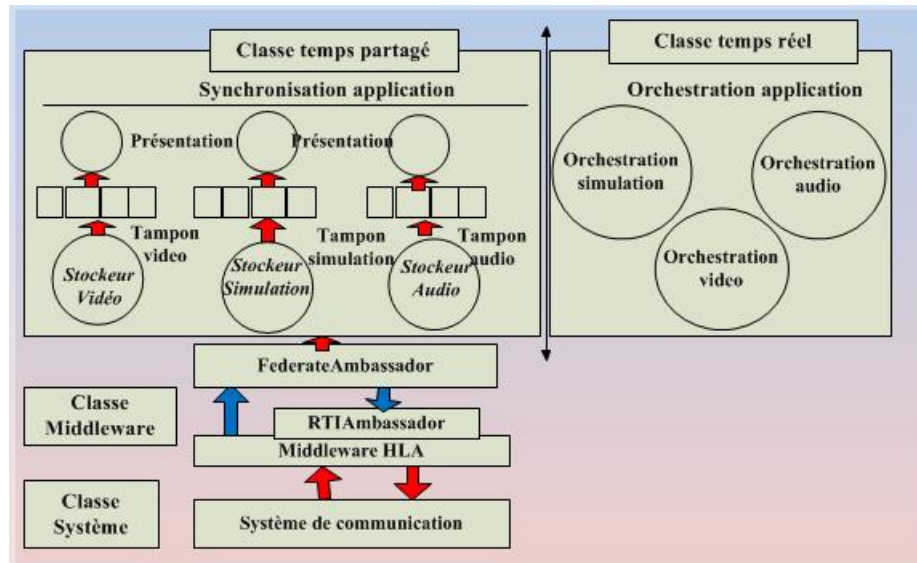 Classe temps partagé
Synchronisation application
Présentation
Présentation
Tampon
video
Tampon
simulation
Tampon
audio
Stockeur
Vidéo
Stockeur
Simulation
Stockeur
Audio
Classe temps réel
Orchestration application
Orchestration
simulation
Orchestration
audio
Orchestration
video
FederateAmbassador
Classe
Middleware
RTIAmbassador
Middleware HLA
Classe
Système
Système de communication